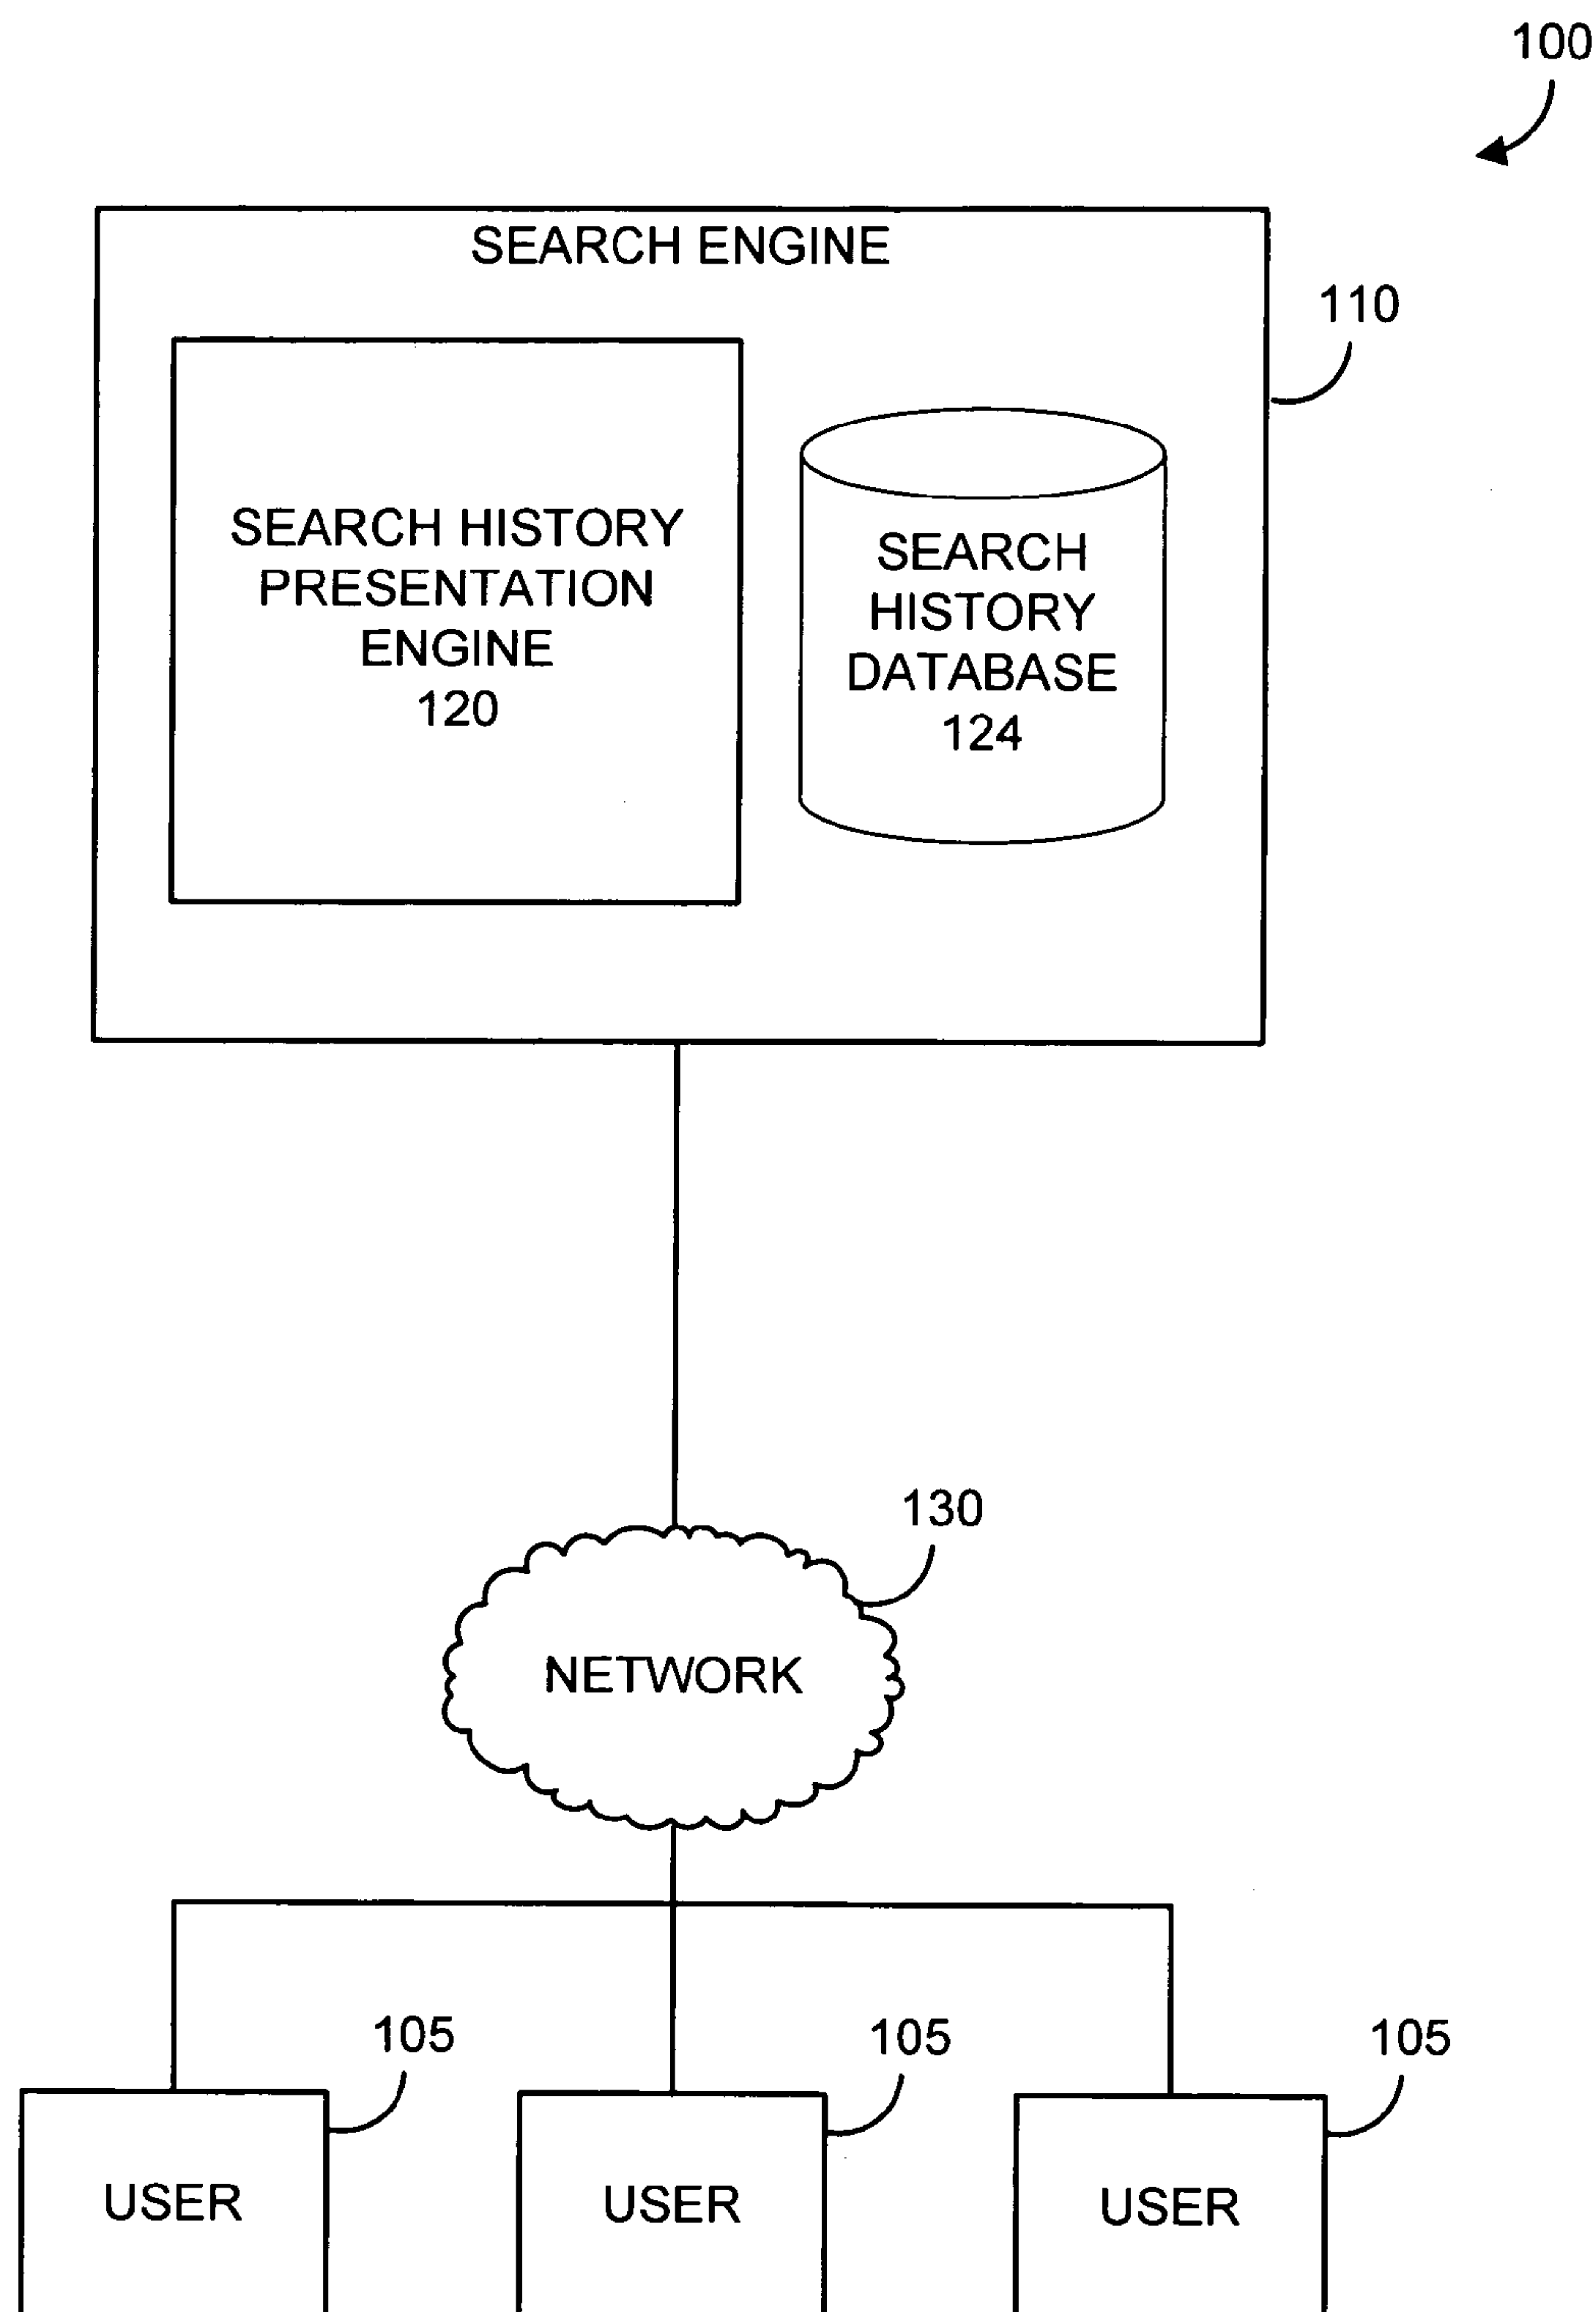 100
SEARCH ENGINE
110
SEARCH HISTORY
PRESENTATION
ENGINE
120
SEARCH
HISTORY
DATABASE
124
130
NETWORK
105
105
105
USER
USER
USER